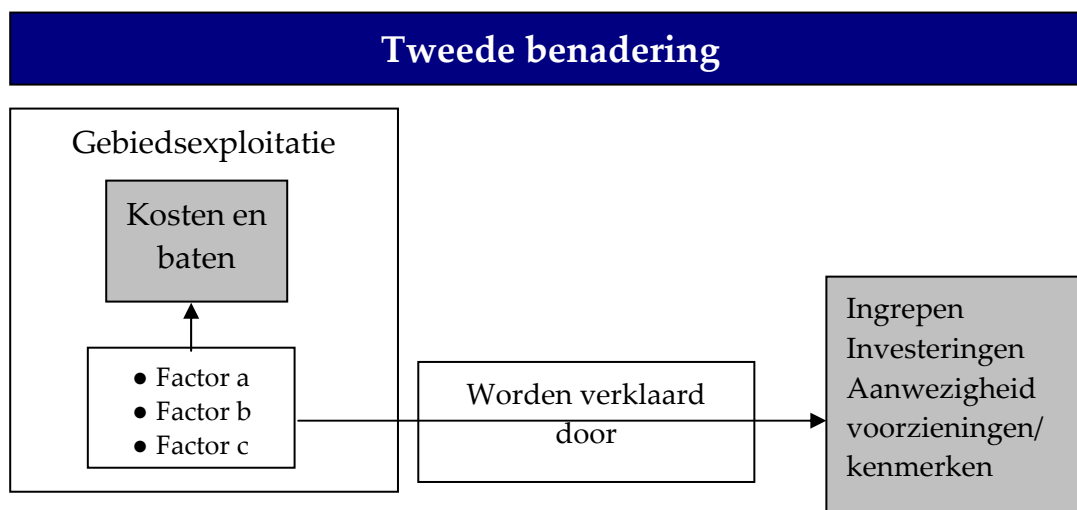 Tweede benadering
Gebiedsexploitatie
Kosten en
baten
● Factor a
● Factor b
● Factor c
Worden verklaard
door
Ingrepen
Investeringen
Aanwezigheid
voorzieningen/
kenmerken